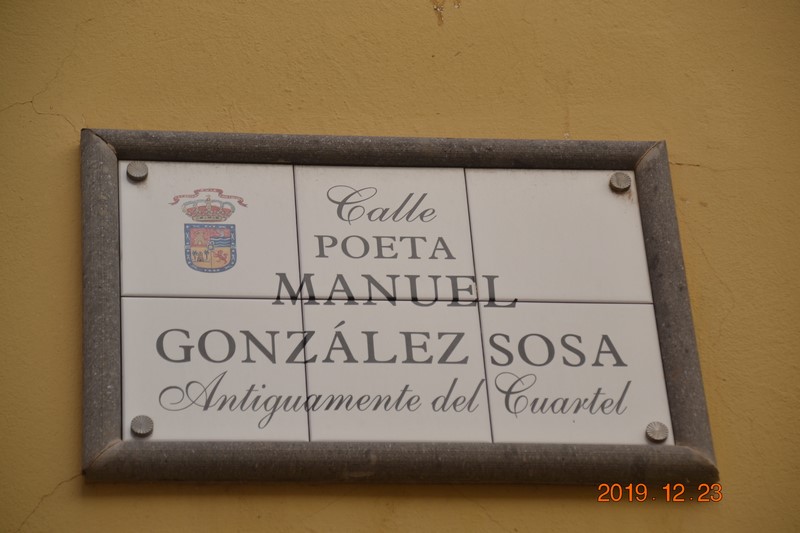 Calle
POETA
MANUEL
GONZÁLEZ SOSA
Antiguamente del Cuartel
2019.12.23